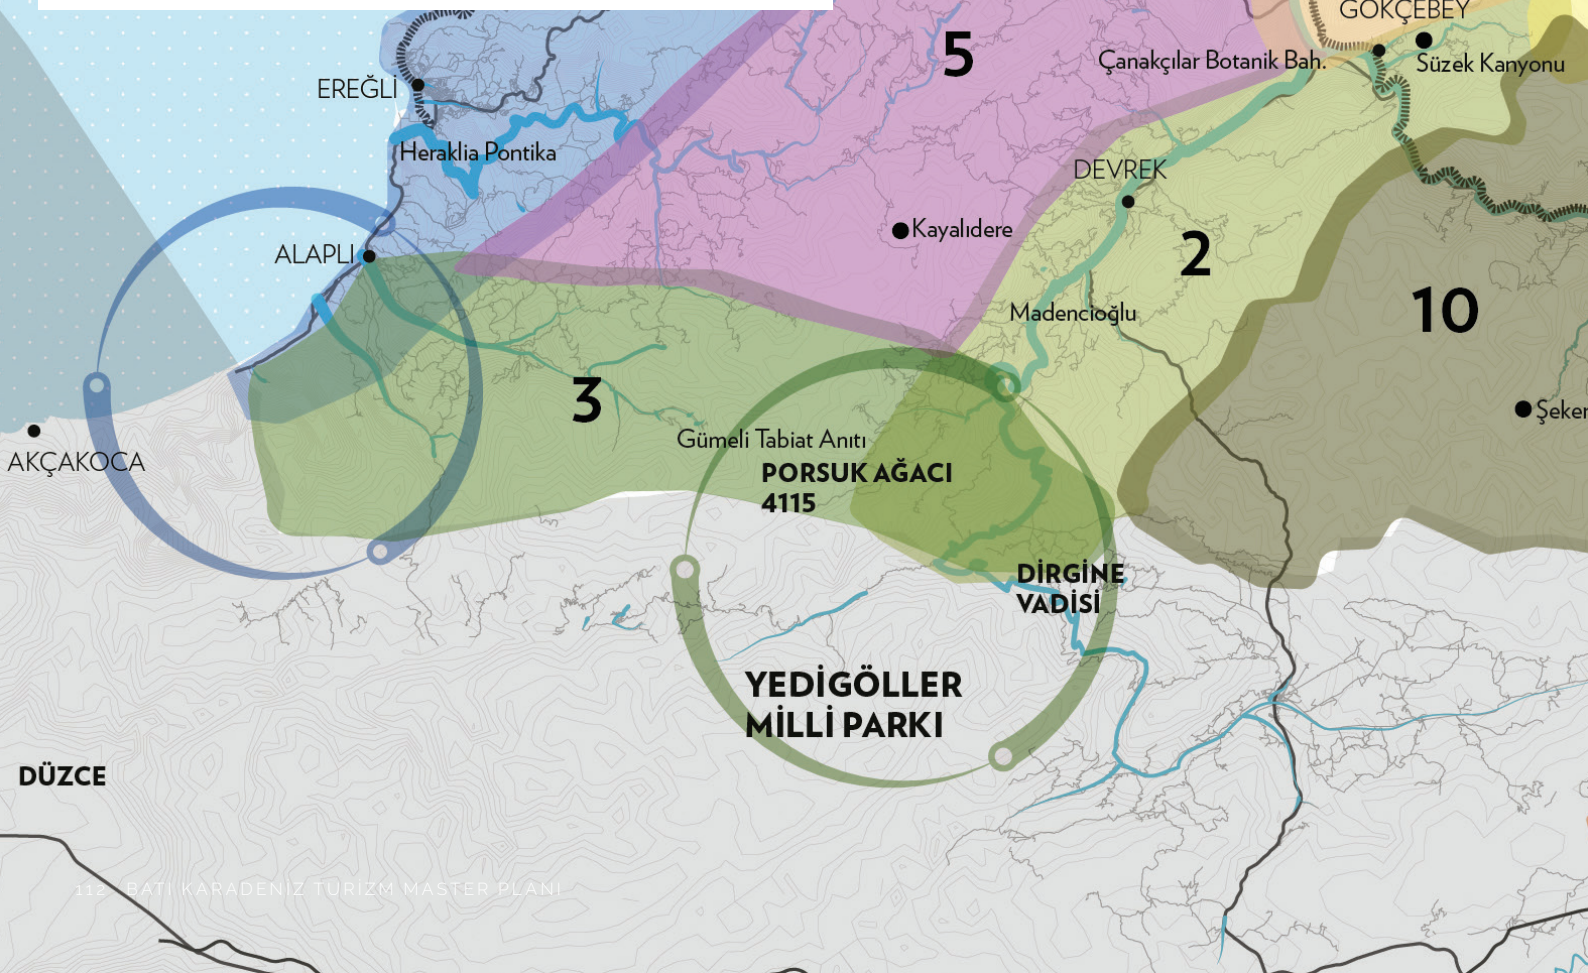 GÖKÇEBEY
5
Çanakçılar Botanik Bah.
Süzek Kanyonu
EREĞLİ
Heraklia Pontika
DEVREK
Kayalıdere
ALAPLI
2
Madencioğlu
10
3
Şeker
Gümeli Tabiat Anıtı
PORSUK AĞACI
4115
AKÇAKOCA
DİRGİNE
VADİSİ
YEDİGÖLLER
MİLLİ PARKI
DÜZCE
112 BATI KARADENİZ TURİZM MASTER PLANI